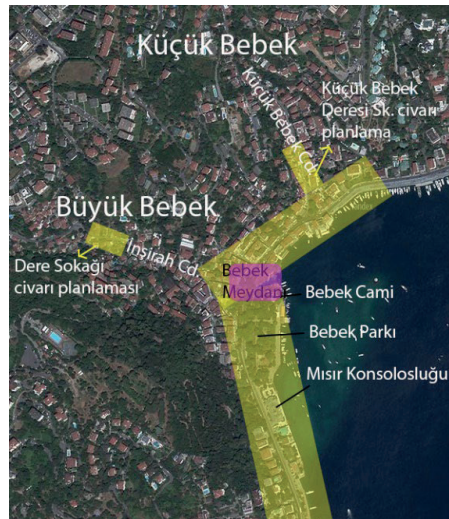 Küçük Bebek
Küçük Bebek Cd.
Küçük Bebek
Deresi Sk. civarı
planlama
Büyük Bebek
İnşirah Cd.
Dere Sokağı
civarı planlaması
Bebek
Meydanı
Bebek Cami
Bebek Parkı
Mısır Konsolosluğu